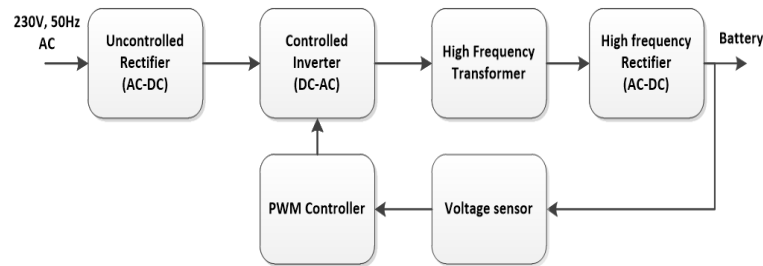 230V, 50Hz
AC
Uncontrolled
Rectifier
(AC-DC)
Controlled
Inverter
(DC-AC)
High Frequency
Transformer
High frequency
Rectifier
(AC-DC)
Battery
PWM Controller
Voltage sensor